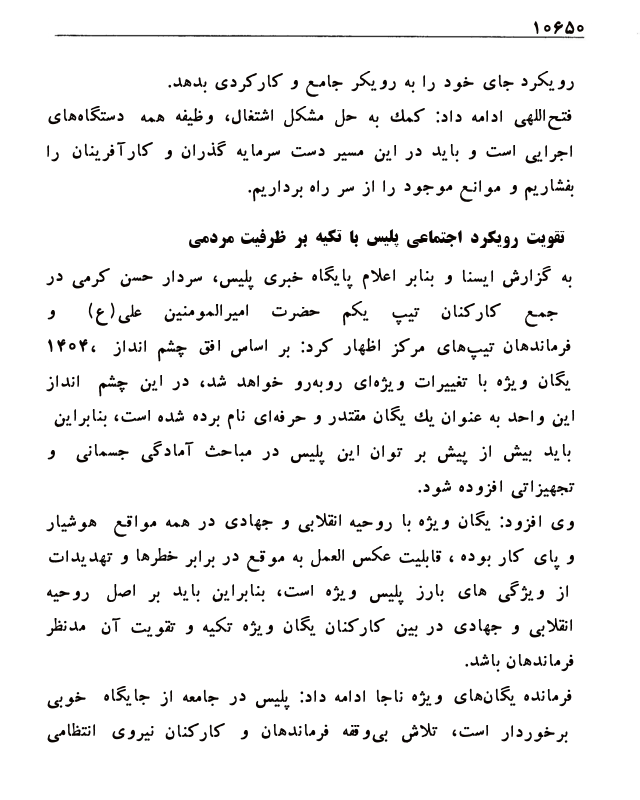 ۱۰۶۵۰
رویکرد جای خود را به رویکر جامع و کارکردی بدهد.
فتح‌اللهی ادامه داد: کمك به حل مشکل اشتغال، وظیفه همه دستگاه‌های
اجرایی است و باید در این مسیر دست سرمایه گذران و کارآفرینان را
بفشاریم و موانع موجود را از سر راه برداریم.
تقویت رویکرد اجتماعی پلیس با تکیه بر ظرفیت مردمی
به گزارش ایسنا و بنابر اعلام پایگاه خبری پلیس، سردار حسن کرمی در
جمع کارکنان تیپ یکم حضرت امیرالمومنین علی(ع) و
فرماندهان تیپ‌های مرکز اظهار کرد: بر اساس افق چشم انداز ۱۴۰۴،
یگان ویژه با تغییرات ویژه‌ای روبه‌رو خواهد شد، در این چشم انداز
این واحد به عنوان یك یگان مقتدر و حرفه‌ای نام برده شده است، بنابراین
باید بیش از پیش بر توان این پلیس در مباحث آمادگی جسمانی و
تجهیزاتی افزوده شود.
وی افزود: یگان ویژه با روحیه انقلابی و جهادی در همه مواقع هوشیار
و پای کار بوده ، قابلیت عکس العمل به موقع در برابر خطرها و تهدیدات
از ویژگی های بارز پلیس ویژه است، بنابراین باید بر اصل روحیه
انقلابی و جهادی در بین کارکنان یگان ویژه تکیه و تقویت آن مدنظر
فرماندهان باشد.
فرمانده یگان‌های ویژه ناجا ادامه داد: پلیس در جامعه از جایگاه خوبی
برخوردار است، تلاش بی‌وقفه فرماندهان و کارکنان نیروی انتظامی